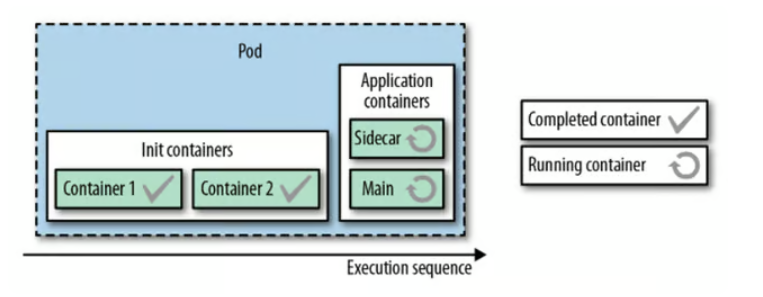 Pod
Application
containers
Sidecar
Main
Init containers
Container 1
Container 2
Completed container
Running container
Execution sequence